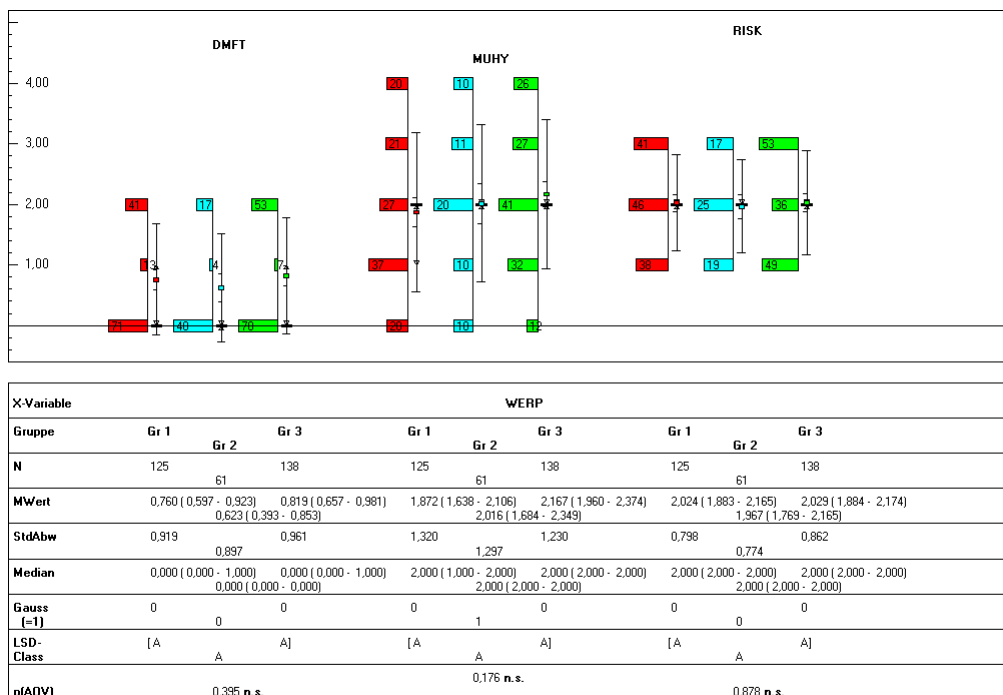 RISK
DMFT
MUHY
4,00
20
10
26
3,00
21
11
27
41
17
53
2,00
41
17
53
27
20
41
46
25
36
1,00
13
4
7
37
10
32
38
19
49
71
40
70
20
10
12
X-Variable WERP
Gruppe Gr 1 Gr 3 Gr 1 Gr 3 Gr 1 Gr 3
Gr 2 Gr 2 Gr 2
N 125 138 125 138 125 138
61 61 61
MWert 0,760 ( 0,597 - 0,923) 0,819 ( 0,657 - 0,981) 1,872 ( 1,638 - 2,106) 2,167 ( 1,960 - 2,374) 2,024 ( 1,883 - 2,165) 2,029 ( 1,884 - 2,174)
0,623 ( 0,393 - 0,853) 2,016 ( 1,684 - 2,349) 1,967 ( 1,769 - 2,165)
StdAbw 0,919 0,961 1,320 1,230 0,798 0,862
0,897 1,297 0,774
Median 0,000 ( 0,000 - 1,000) 0,000 ( 0,000 - 1,000) 2,000 ( 1,000 - 2,000) 2,000 ( 2,000 - 2,000) 2,000 ( 2,000 - 2,000) 2,000 ( 2,000 - 2,000)
0,000 ( 0,000 - 0,000) 2,000 ( 2,000 - 2,000) 2,000 ( 2,000 - 2,000)
Gauss 0 0 0 0 0 0
(=1) 0 1 0
LSD- [ A A] [ A A] [ A A]
Class A A A
0,176 n.s.
p(AOV) 0,395 n.s. 0,878 n.s.